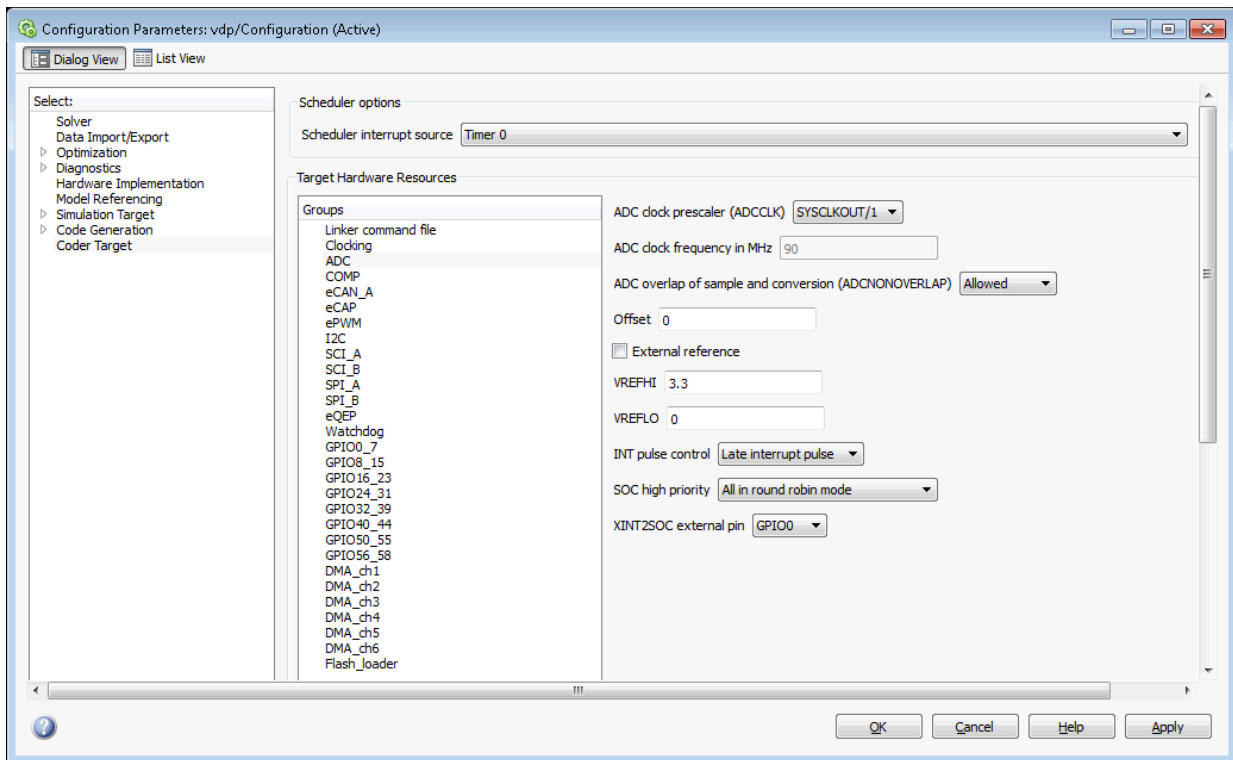 Configuration Parameters: vdp/Configuration (Active)
Dialog View
List View
Select:
Solver
Data Import/Export
Optimization
Diagnostics
Hardware Implementation
Model Referencing
Simulation Target
Code Generation
Coder Target
Scheduler options
Scheduler interrupt source Timer 0
Target Hardware Resources
Groups
Linker command file
Clocking
ADC
COMP
eCAN_A
eCAP
ePWM
I2C
SCI_A
SCI_B
SPI_A
SPI_B
eQEP
Watchdog
GPIO0_7
GPIO8_15
GPIO16_23
GPIO24_31
GPIO32_39
GPIO40_44
GPIO50_55
GPIO56_58
DMA_ch1
DMA_ch2
DMA_ch3
DMA_ch4
DMA_ch5
DMA_ch6
Flash_loader
ADC clock prescaler (ADCCLK) SYSCLKOUT/1
ADC clock frequency in MHz 90
ADC overlap of sample and conversion (ADCNONOVERLAP) Allowed
Offset 0
External reference
VREFHI 3.3
VREFLO 0
INT pulse control Late interrupt pulse
SOC high priority All in round robin mode
XINT2SOC external pin GPIO0
OK Cancel Help Apply